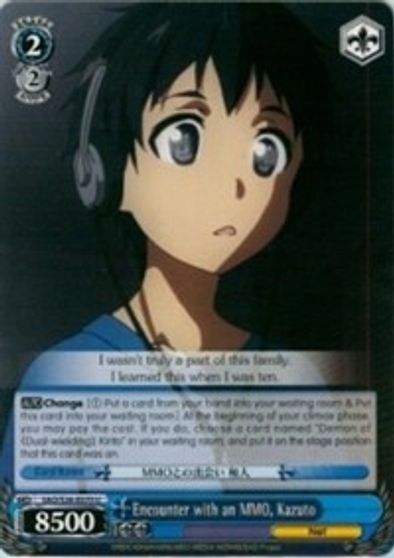 2
2
I wasn't truly a part of this family.
I learned this when I was ten.
AUTO Change [① Put a card from your hand into your waiting room & Put
this card into your waiting room] At the beginning of your climax phase,
you may pay the cost. If you do, choose a card named "Demon of
《Dual-wielding》 Kirito" in your waiting room, and put it on the stage position
that this card was on.
Card Name
MMOとの出会い 和人
8500
Encounter with an MMO, Kazuto
Net